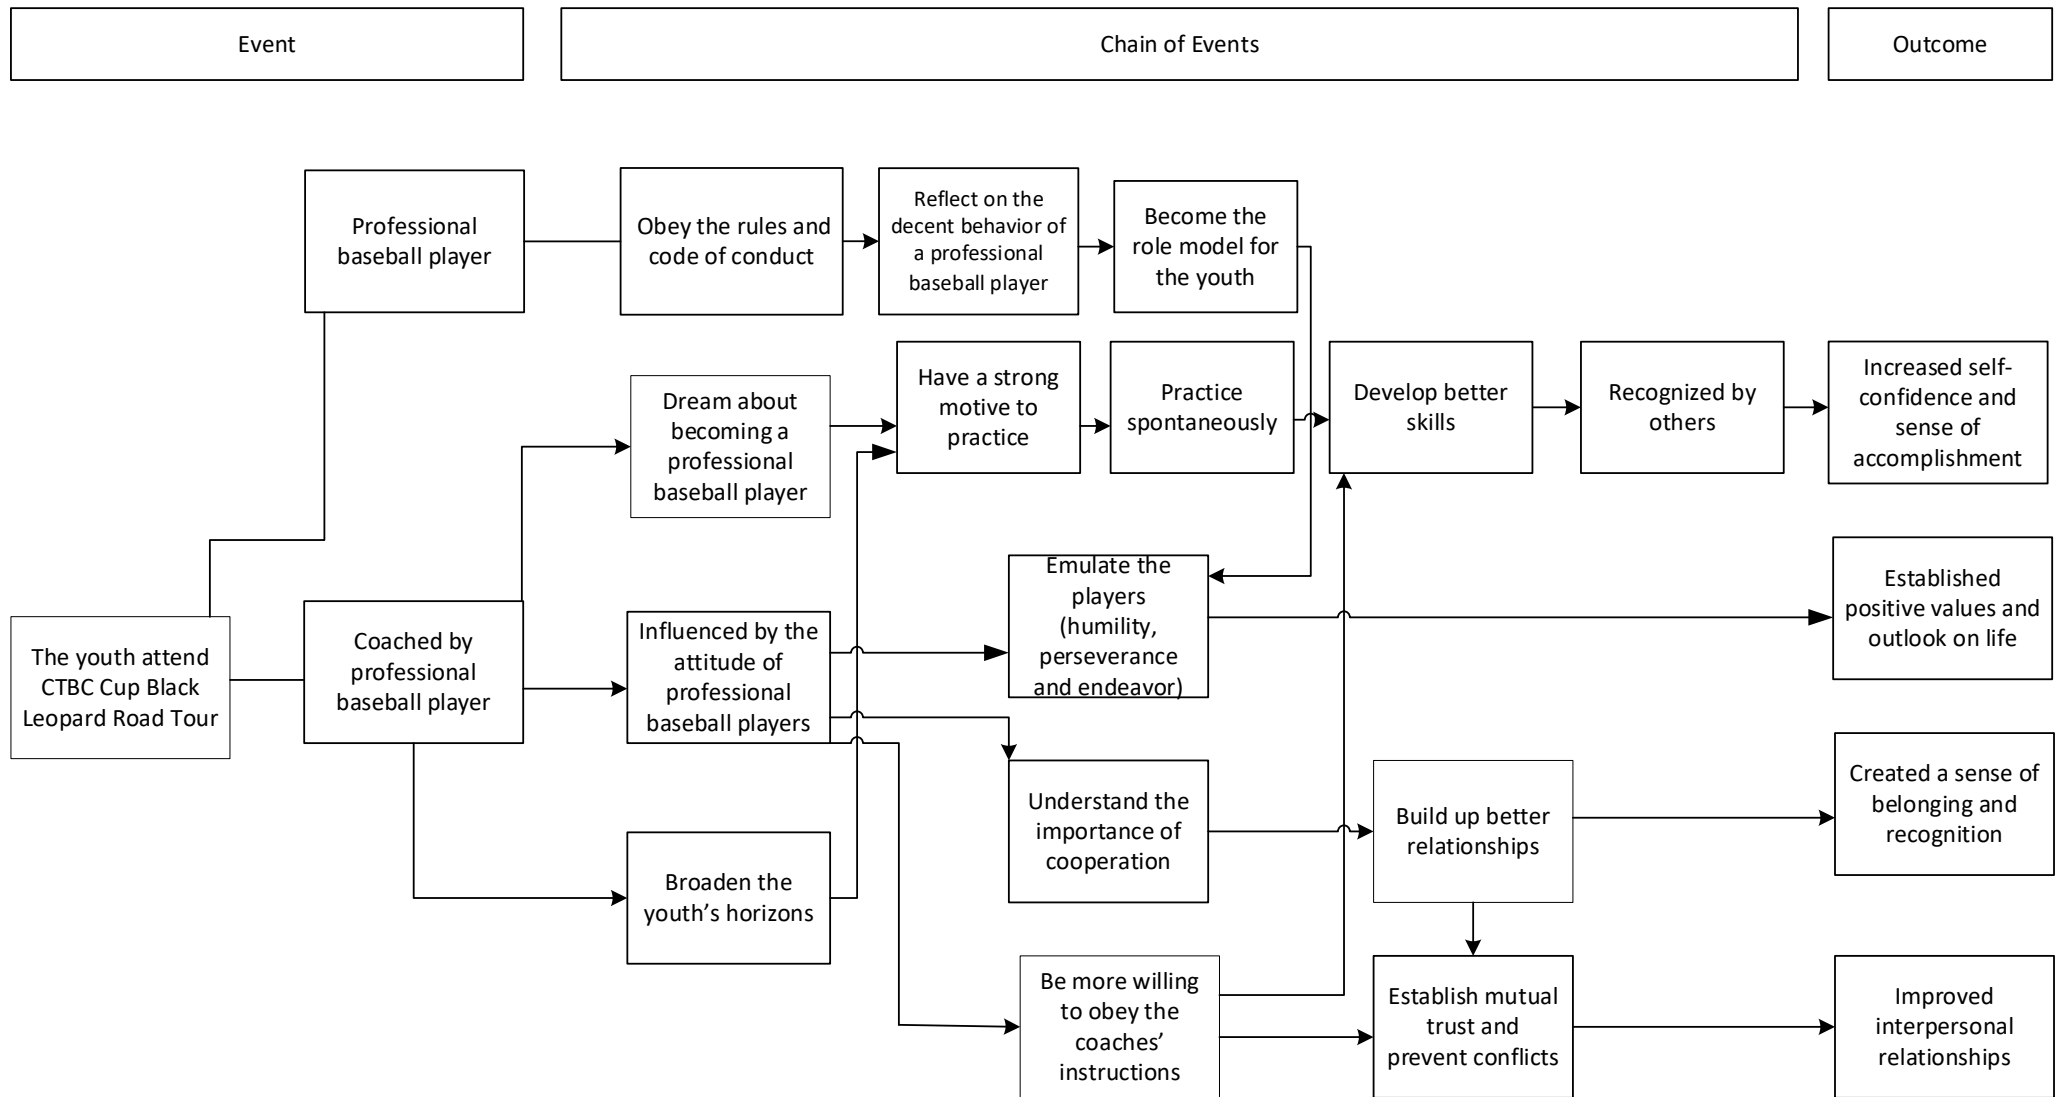 Event
Chain of Events
Outcome
Professional
baseball player
Obey the rules and
code of conduct
Reflect on the
decent behavior of
a professional
baseball player
Become the
role model for
the youth
Dream about
becoming a
professional
baseball player
Have a strong
motive to
practice
Practice
spontaneously
Develop better
skills
Recognized by
others
Increased self-
confidence and
sense of
accomplishment
The youth attend
CTBC Cup Black
Leopard Road Tour
Coached by
professional
baseball player
Influenced by the
attitude of
professional
baseball players
Emulate the
players
(humility,
perseverance
and endeavor)
Established
positive values and
outlook on life
Understand the
importance of
cooperation
Build up better
relationships
Created a sense of
belonging and
recognition
Broaden the
youth’s horizons
Be more willing
to obey the
coaches’
instructions
Establish mutual
trust and
prevent conflicts
Improved
interpersonal
relationships